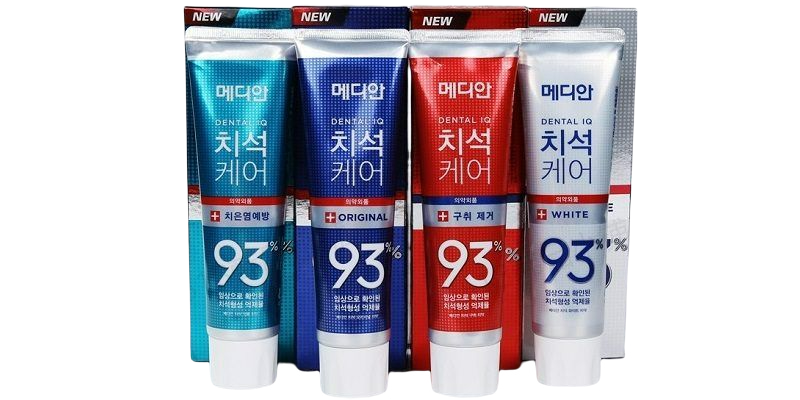 NEW
메디안
DENTAL IQ
치석
케어
의약외품
치은염예방
93%
임상으로 확인된
치석형성 억제율
%
NEW
메디안
DENTAL IQ
치석
케어
의약외품
ORIGINAL
93%
임상으로 확인된
치석형성 억제율
%
NEW
메디안
DENTAL IQ
치석
케어
의약외품
구취 제거
93%
임상으로 확인된
치석형성 억제율
%
NEW
메디안
DENTAL IQ
치석
케어
의약외품
WHITE
93%
임상으로 확인된
치석형성 억제율
%